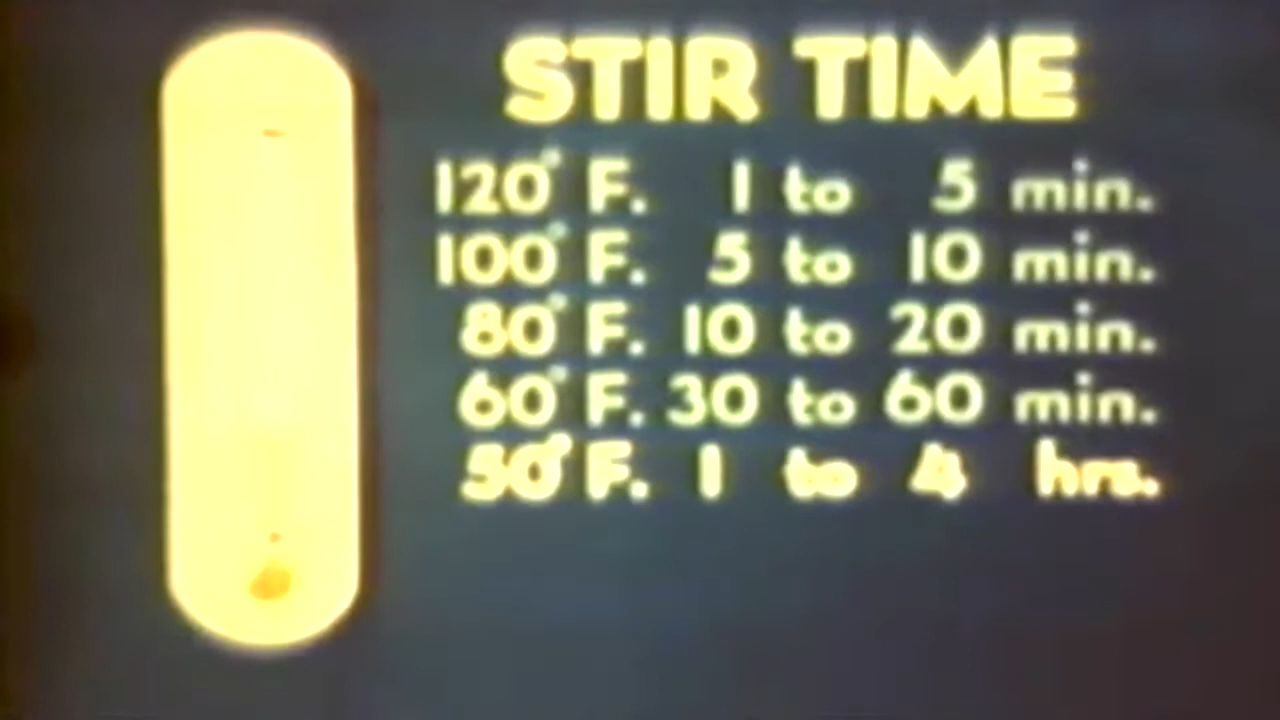 STIR TIME
120° F. 1 to 5 min.
100° F. 5 to 10 min.
80° F. 10 to 20 min.
60° F. 30 to 60 min.
50° F. 1 to 4 hrs.